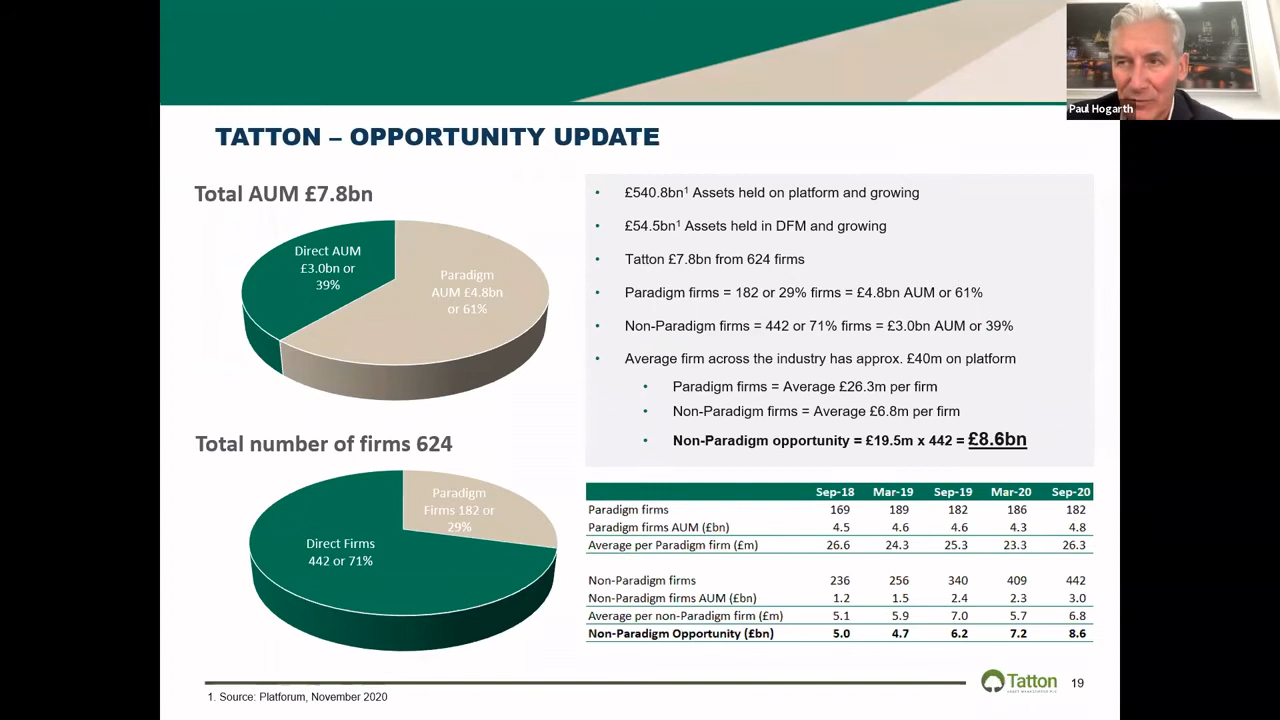 Paul Hogarth
TATTON – OPPORTUNITY UPDATE
Total AUM £7.8bn
Direct AUM
£3.0bn or
39%
Paradigm
AUM £4.8bn
or 61%
Total number of firms 624
Paradigm
Firms 182 or
29%
Direct Firms
442 or 71%
• £540.8bn¹ Assets held on platform and growing
• £54.5bn¹ Assets held in DFM and growing
• Tatton £7.8bn from 624 firms
• Paradigm firms = 182 or 29% firms = £4.8bn AUM or 61%
• Non-Paradigm firms = 442 or 71% firms = £3.0bn AUM or 39%
• Average firm across the industry has approx. £40m on platform
• Paradigm firms = Average £26.3m per firm
• Non-Paradigm firms = Average £6.8m per firm
• Non-Paradigm opportunity = £19.5m x 442 = £8.6bn
Sep-18 Mar-19 Sep-19 Mar-20 Sep-20
Paradigm firms 169 189 182 186 182
Paradigm firms AUM (£bn) 4.5 4.6 4.6 4.3 4.8
Average per Paradigm firm (£m) 26.6 24.3 25.3 23.3 26.3
Non-Paradigm firms 236 256 340 409 442
Non-Paradigm firms AUM (£bn) 1.2 1.5 2.4 2.3 3.0
Average per non-Paradigm firm (£m) 5.1 5.9 7.0 5.7 6.8
Non-Paradigm Opportunity (£bn) 5.0 4.7 6.2 7.2 8.6
1. Source: Platforum, November 2020
Tatton
19